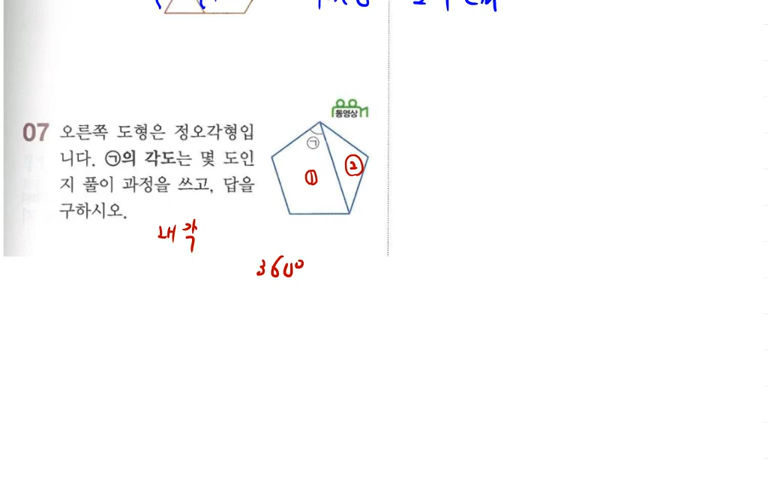 동영상
07 오른쪽 도형은 정오각형입
니다. ㉠의 각도는 몇 도인
지 풀이 과정을 쓰고, 답을
구하시오.
㉠
①
②
내각
360°